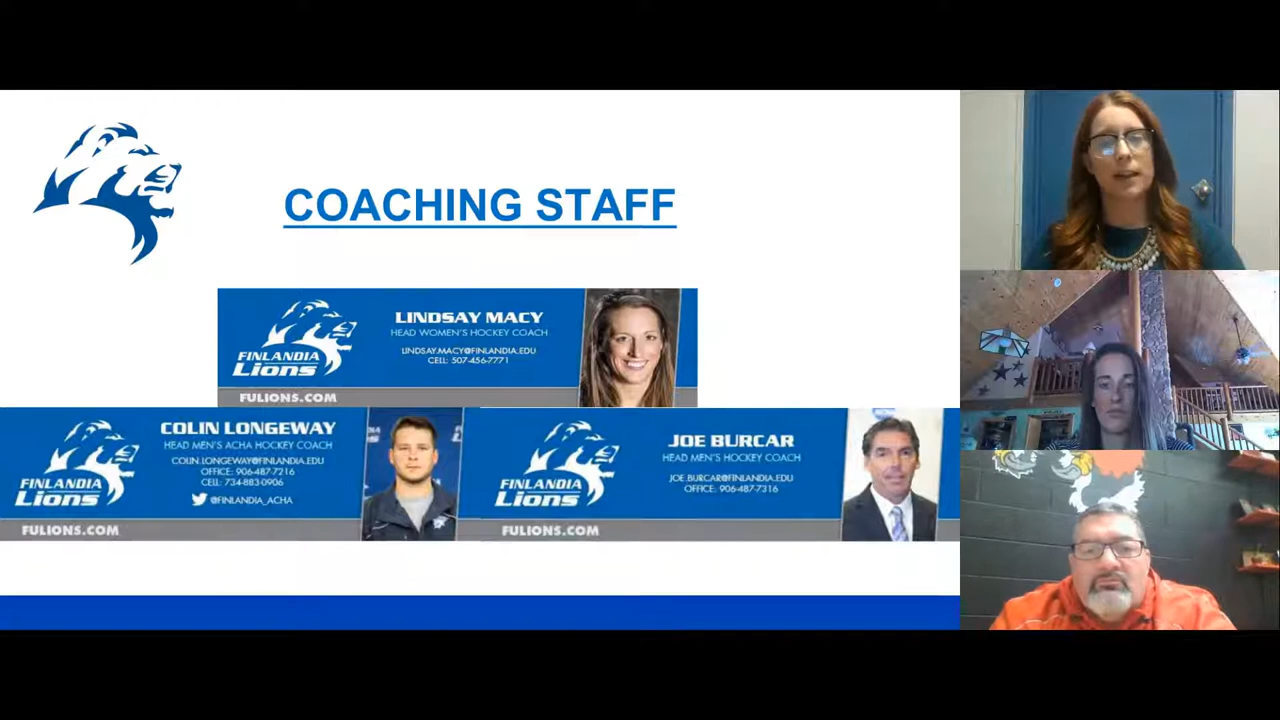 COACHING STAFF
LINDSAY MACY
HEAD WOMEN'S HOCKEY COACH
LINDSAY.MACY@FINLANDIA.EDU
CELL: 507-456-7771
FINLANDIA
LIONS
FULIONS.COM
COLIN LONGEWAY
HEAD MEN'S ACHA HOCKEY COACH
COLIN.LONGEWAY@FINLANDIA.EDU
OFFICE: 906-487-7216
CELL: 734-883-0906
@FINLANDIA_ACHA
FINLANDIA
LIONS
FULIONS.COM
JOE BURCAR
HEAD MEN'S HOCKEY COACH
JOE.BURCAR@FINLANDIA.EDU
OFFICE: 906-487-7316
FINLANDIA
LIONS
FULIONS.COM